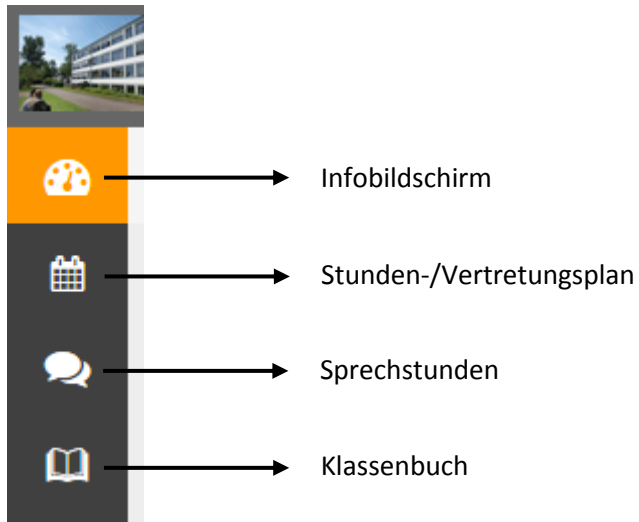 Infobildschirm
Stunden-/Vertretungsplan
Sprechstunden
Klassenbuch